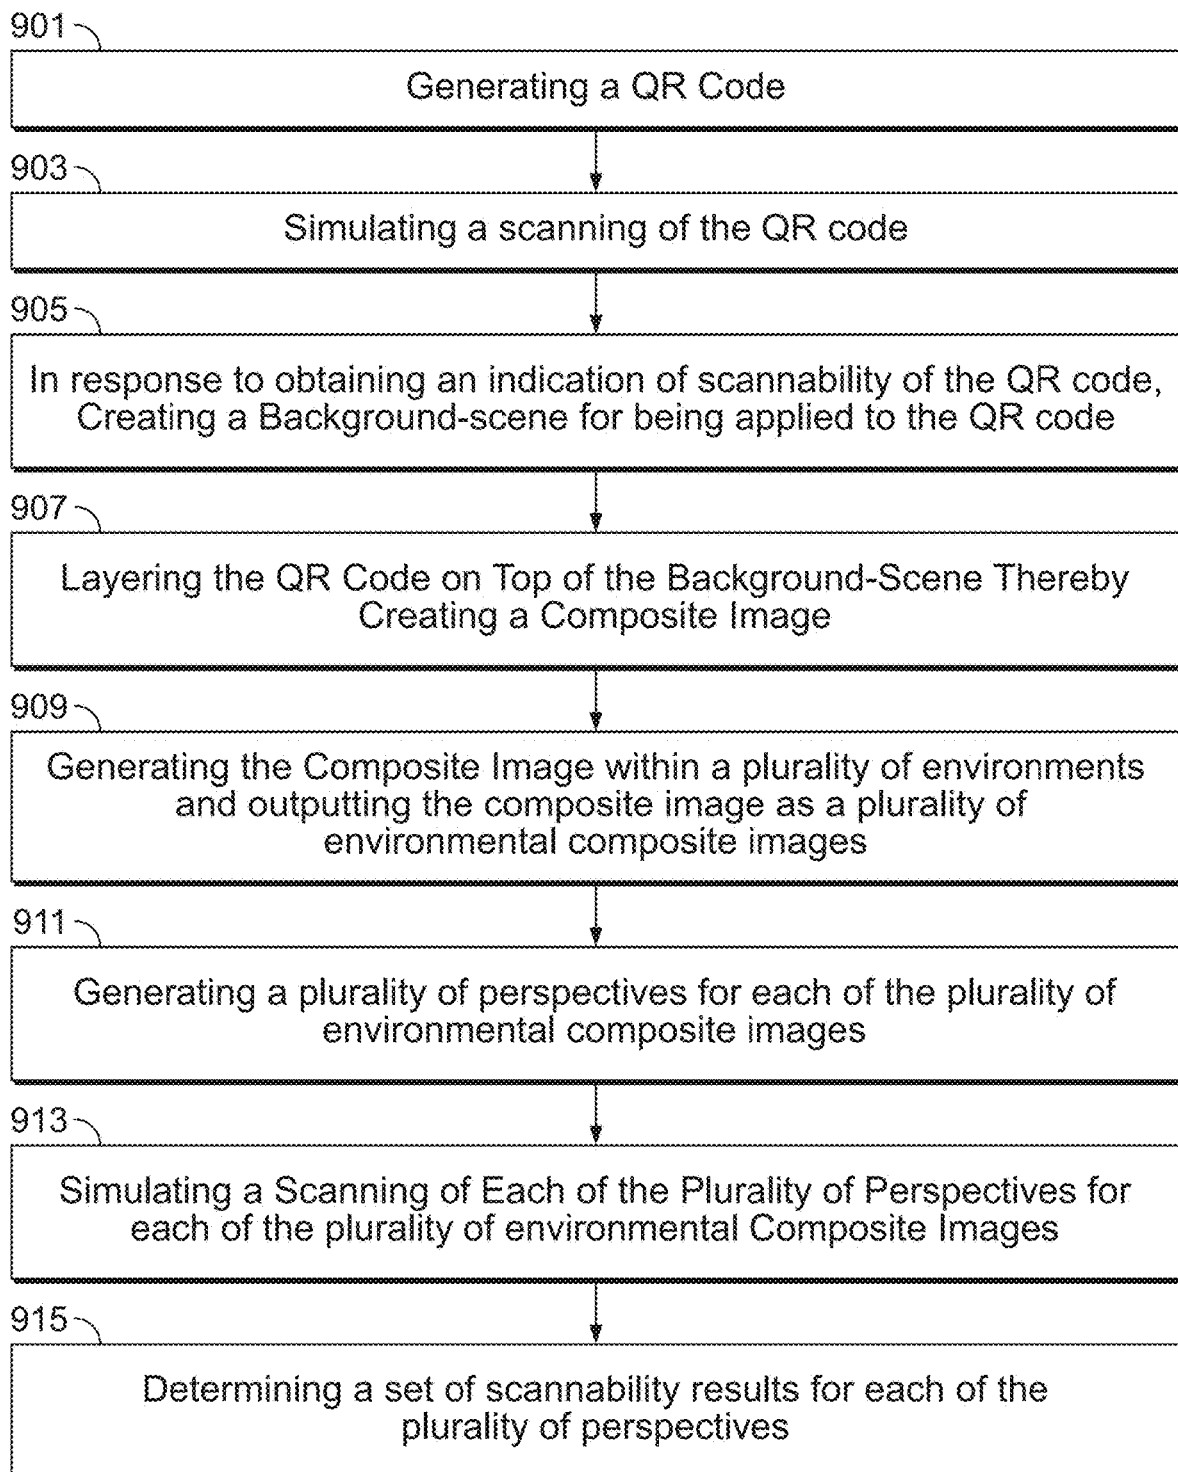 901
Generating a QR Code
903
Simulating a scanning of the QR code
905
In response to obtaining an indication of scannability of the QR code,
Creating a Background-scene for being applied to the QR code
907
Layering the QR Code on Top of the Background-Scene Thereby
Creating a Composite Image
909
Generating the Composite Image within a plurality of environments
and outputting the composite image as a plurality of
environmental composite images
911
Generating a plurality of perspectives for each of the plurality of
environmental composite images
913
Simulating a Scanning of Each of the Plurality of Perspectives for
each of the plurality of environmental Composite Images
915
Determining a set of scannability results for each of the
plurality of perspectives